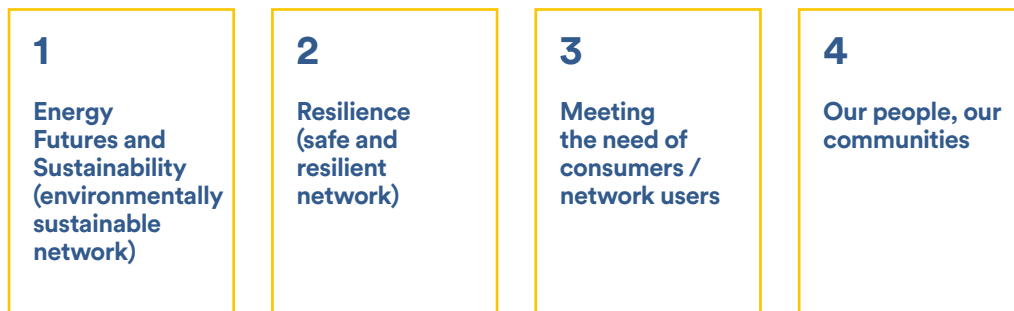 1
Energy
Futures and
Sustainability
(environmentally
sustainable
network)
2
Resilience
(safe and
resilient
network)
3
Meeting
the need of
consumers /
network users
4
Our people, our
communities